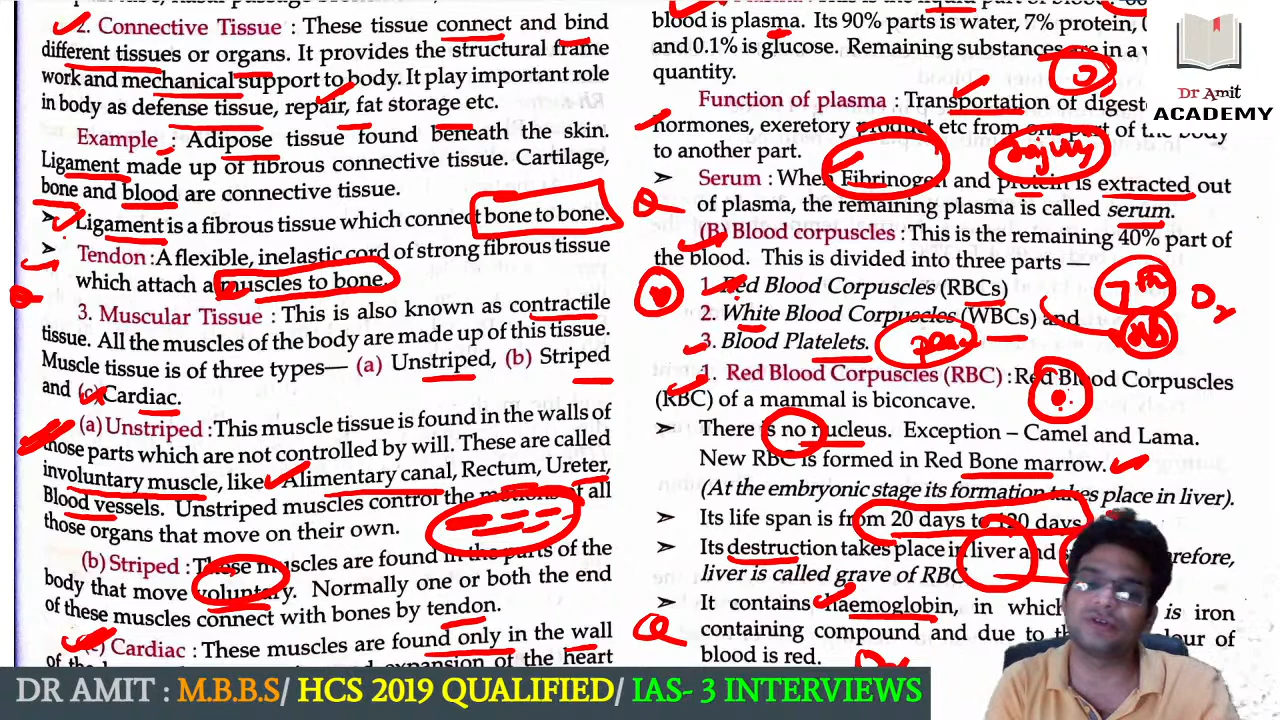 2. Connective Tissue : These tissue connect and bind
different tissues or organs. It provides the structural frame
work and mechanical support to body. It play important role
in body as defense tissue, repair, fat storage etc.
Example : Adipose tissue found beneath the skin.
Ligament made up of fibrous connective tissue. Cartilage,
bone and blood are connective tissue.
➤ Ligament is a fibrous tissue which connect bone to bone.
➤ Tendon : A flexible, inelastic cord of strong fibrous tissue
which attach a muscles to bone.
3. Muscular Tissue : This is also known as contractile
tissue. All the muscles of the body are made up of this tissue.
Muscle tissue is of three types— (a) Unstriped, (b) Striped
and (c) Cardiac.
(a) Unstriped : This muscle tissue is found in the walls of
those parts which are not controlled by will. These are called
involuntary muscle, like Alimentary canal, Rectum, Ureter,
Blood vessels. Unstriped muscles control the motions of all
those organs that move on their own.
(b) Striped : These muscles are found in the parts of the
body that move voluntary. Normally one or both the end
of these muscles connect with bones by tendon.
(c) Cardiac : These muscles are found only in the wall
of the expansion of the heart
blood is plasma. Its 90% parts is water, 7% protein,
and 0.1% is glucose. Remaining substances are in a
quantity.
Function of plasma : Transportation of
hormones, exeretory product etc from one part of the body
to another part.
➤ Serum : When Fibrinogen and protein is extracted out
of plasma, the remaining plasma is called serum.
(B) Blood corpuscles : This is the remaining 40% part of
the blood. This is divided into three parts —
1. Red Blood Corpuscles (RBCs)
2. White Blood Corpuscles (WBCs) and
3. Blood Platelets.
1. Red Blood Corpuscles (RBC) : Red Blood Corpuscles
(RBC) of a mammal is biconcave.
➤ There is no nucleus. Exception – Camel and Lama.
New RBC is formed in Red Bone marrow.
(At the embryonic stage its formation takes place in liver).
➤ Its life span is from 20 days to 120 days
➤ Its destruction takes place in liver and
liver is called grave of RBC
➤ It contains haemoglobin, in which is iron
containing compound and due to
blood is red.
Dr Amit
ACADEMY
DR AMIT : M.B.B.S/ HCS 2019 QUALIFIED/ IAS- 3 INTERVIEWS